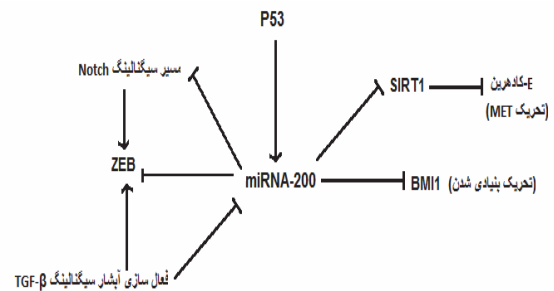 P53
مسیر سیگنالینگ Notch
SIRT1
E-کادهرین
(تحریک MET)
ZEB
miRNA-200
BMI1 (تحریک بنیادی شدن)
فعال سازی آبشار سیگنالینگ TGF-β